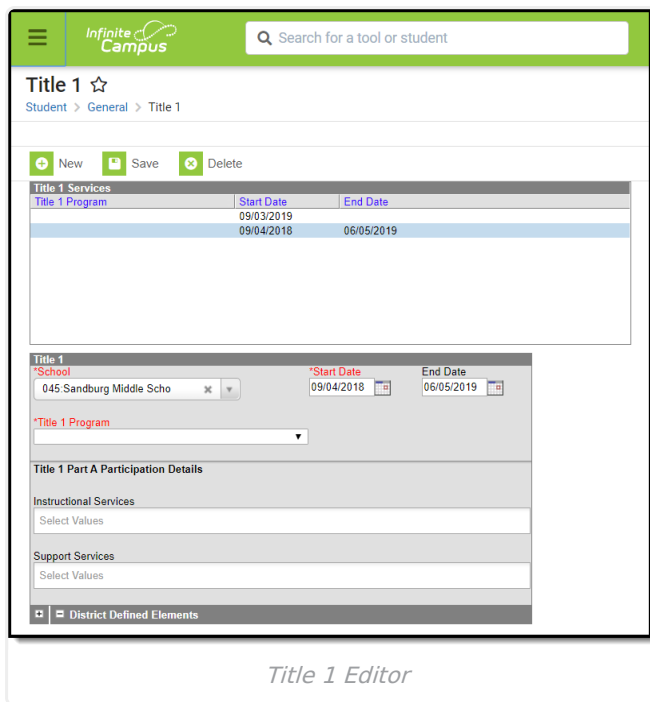 Infinite
Campus
Search for a tool or student
Title 1
Student > General > Title 1
New Save Delete
Title 1 Services
Title 1 Program Start Date End Date
09/03/2019
09/04/2018 06/05/2019
Title 1
*School *Start Date End Date
045:Sandburg Middle Scho 09/04/2018 06/05/2019
*Title 1 Program
Title 1 Part A Participation Details
Instructional Services
Select Values
Support Services
Select Values
District Defined Elements
Title 1 Editor